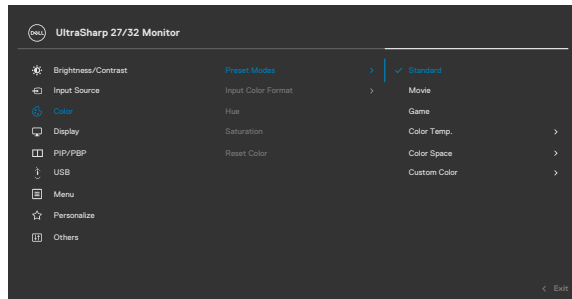 DELL UltraSharp 27/32 Monitor
Brightness/Contrast Preset Modes > ✓ Standard
Input Source Input Color Format > Movie
Color Hue Game
Display Saturation Color Temp. >
PIP/PBP Reset Color Color Space >
USB Custom Color >
Menu
Personalize
Others
< Exit